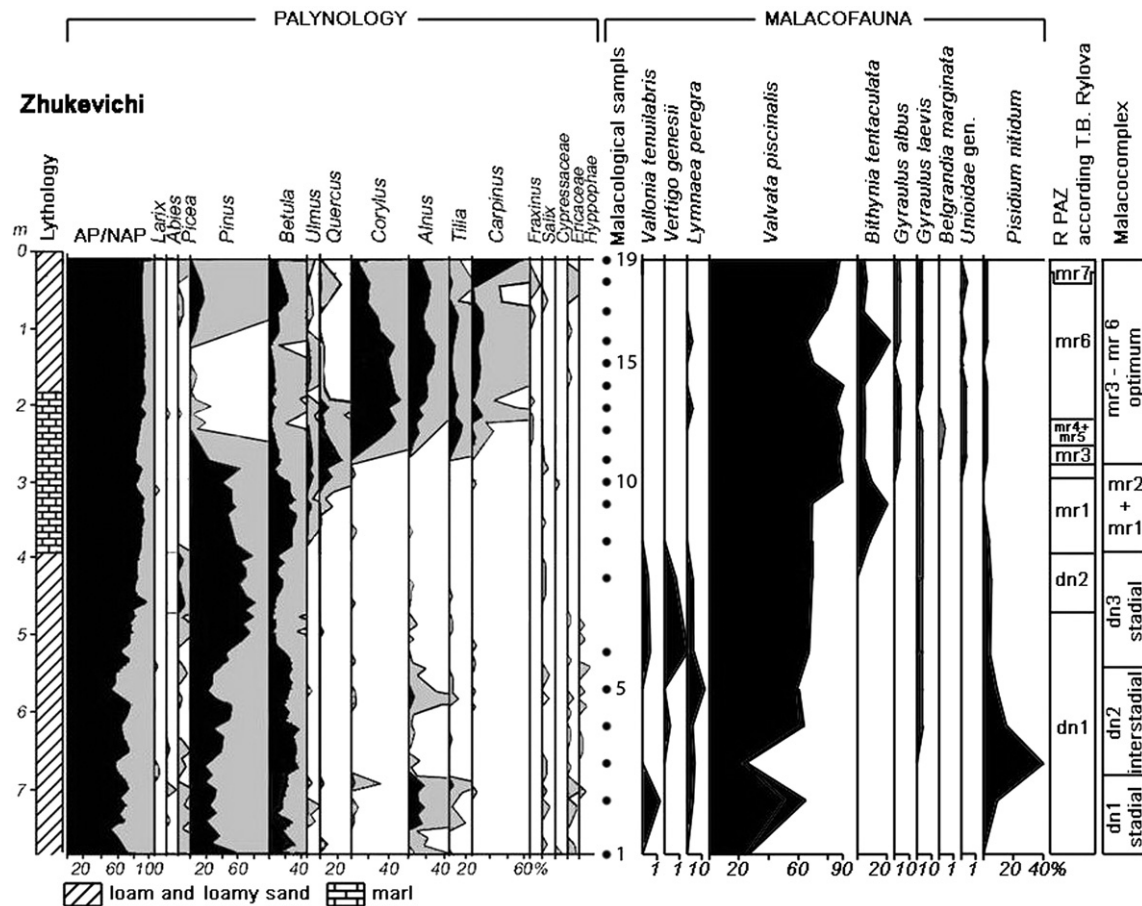 PALYNOLOGY
MALACOFAUNA
Zhukevichi
m
Lythology
AP/NAP
Larix
Abies
Picea
Pinus
Betula
Ulmus
Quercus
Corylus
Alnus
Tilia
Carpinus
Fraxinus
Salix
Cypressaceae
Ericaceae
Hyppophae
Malacological sampls
Vallonia tenuilabris
Vertigo genesii
Lymnaea peregra
Valvata piscinalis
Bithynia tentaculata
Gyraulus albus
Gyraulus laevis
Belgrandia marginata
Unioidae gen.
Pisidium nitidum
R PAZ
according T.B. Rylova
Malacocomplex
0
1
2
3
4
5
6
7
19
15
10
5
1
mr7
mr6
mr4+
mr5
mr3
mr1
dn2
dn1
mr3 - mr 6
optimum
mr2
+
mr1
dn3
stadial
dn2
interstadial
dn1
stadial
20 60 100 20 60 20 20 20 60%
1 1 10 20 60 90 20 10 10 1 1 20 40%
loam and loamy sand marl